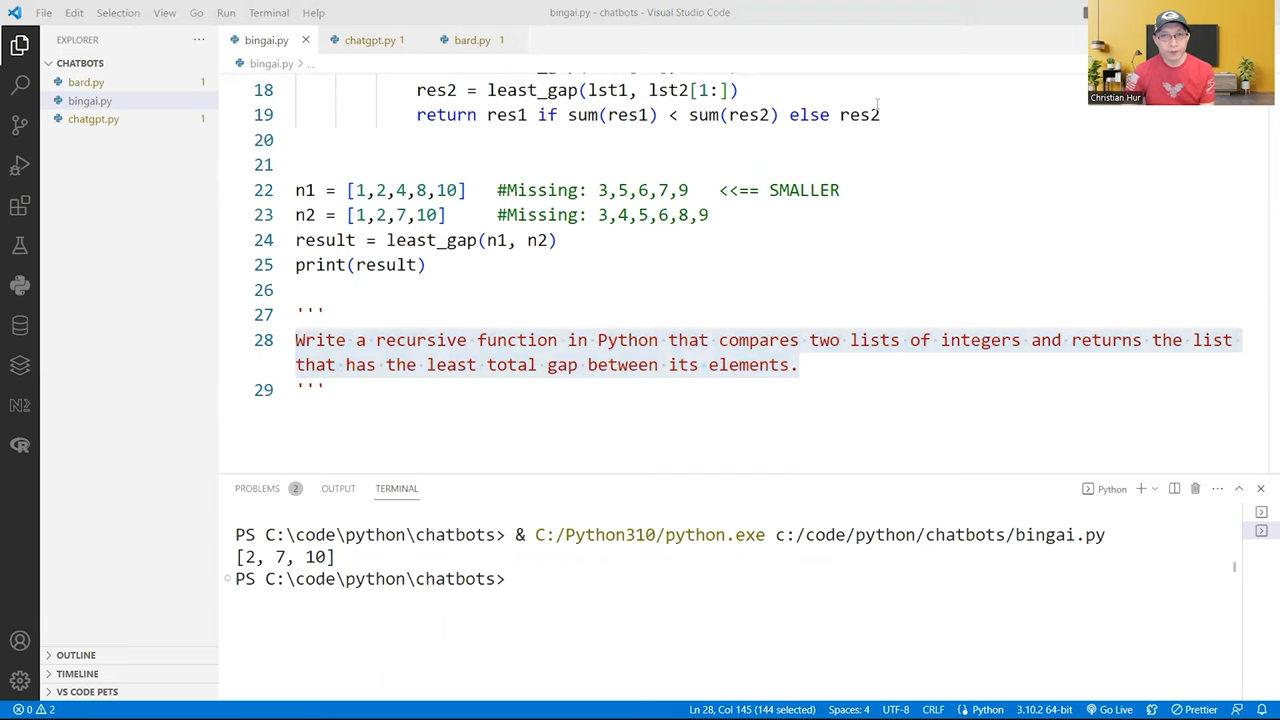 File Edit Selection View Go Run Terminal Help
bingai.py - chatbots - Visual Studio Code
EXPLORER
bingai.py
chatgpt.py 1
bard.py 1
CHATBOTS
bingai.py > ..
bard.py 1
bingai.py
chatgpt.py 1
Christian Hur
18 res2 = least_gap(lst1, lst2[1:])
19 return res1 if sum(res1) < sum(res2) else res2
20
21
22 n1 = [1,2,4,8,10] #Missing: 3,5,6,7,9 <<== SMALLER
23 n2 = [1,2,7,10] #Missing: 3,4,5,6,8,9
24 result = least_gap(n1, n2)
25 print(result)
26
27 '''
28 Write a recursive function in Python that compares two lists of integers and returns the list
that has the least total gap between its elements.
29 '''
PROBLEMS 2 OUTPUT TERMINAL
Python
PS C:\code\python\chatbots> & C:/Python310/python.exe c:/code/python/chatbots/bingai.py
[2, 7, 10]
PS C:\code\python\chatbots>
OUTLINE
TIMELINE
VS CODE PETS
0 2
Ln 28, Col 145 (144 selected) Spaces: 4 UTF-8 CRLF Python 3.10.2 64-bit Go Live Prettier